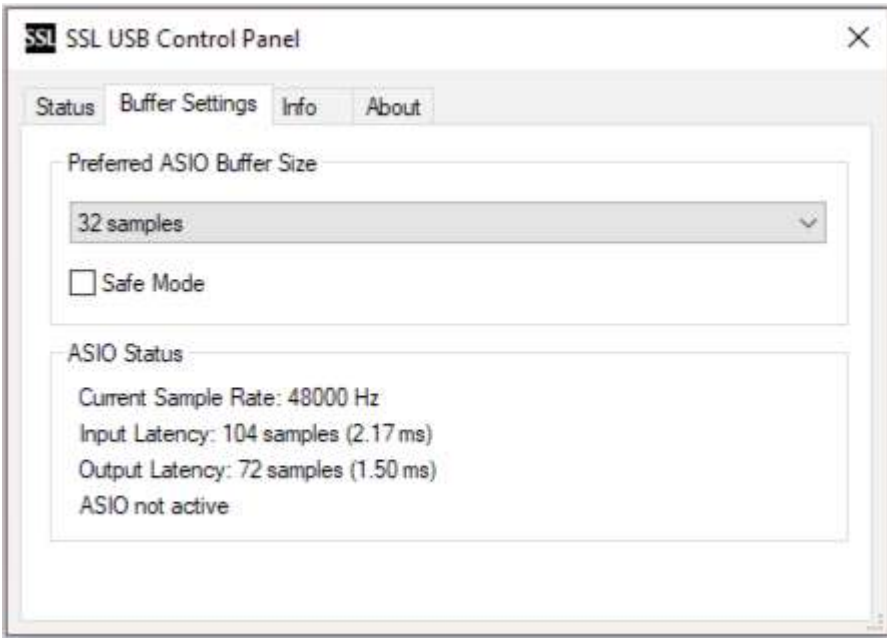 SSL SSL USB Control Panel
Status Buffer Settings Info About
Preferred ASIO Buffer Size
32 samples
Safe Mode
ASIO Status
Current Sample Rate: 48000 Hz
Input Latency: 104 samples (2.17 ms)
Output Latency: 72 samples (1.50 ms)
ASIO not active